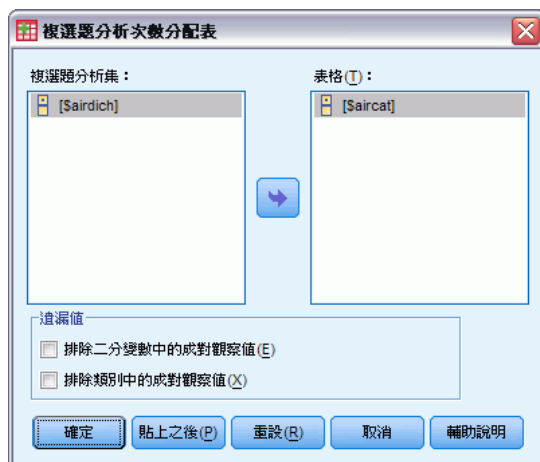 複選題分析次數分配表
複選題分析集：
表格(T)：
[$airdich]
[$aircat]
遺漏值
排除二分變數中的成對觀察值(E)
排除類別中的成對觀察值(X)
確定
貼上之後(P)
重設(R)
取消
輔助說明